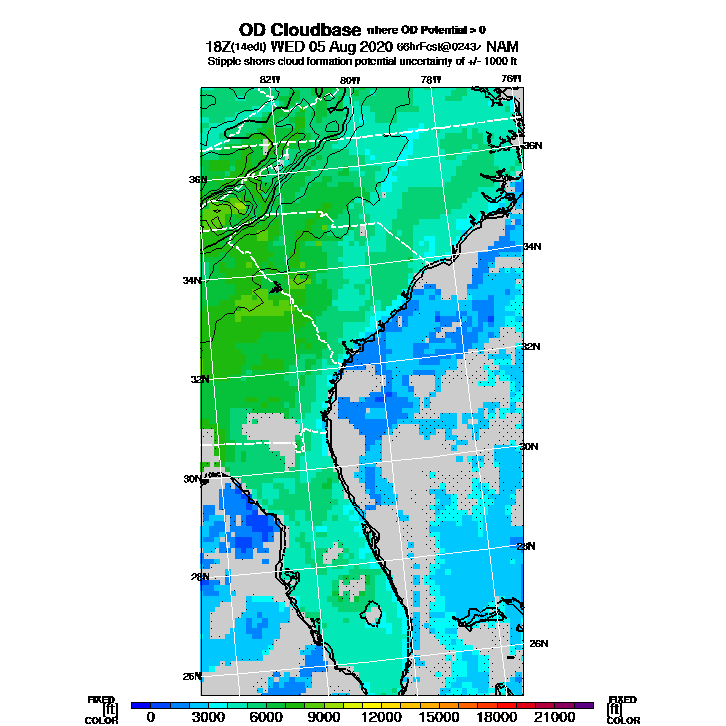 OD Cloudbase where OD Potential > 0
18Z(14edt) WED 05 Aug 2020 66hrFcst@0243z NAM
Stipple shows cloud formation potential uncertainty of +/- 1000 ft
82W 80W 78W 76W
36N 36N
34N 34N
32N 32N
30N 30N
28N 28N
26N 26N
FIXED FIXED
[ft] 0 3000 6000 9000 12000 15000 18000 21000 [ft]
COLOR COLOR